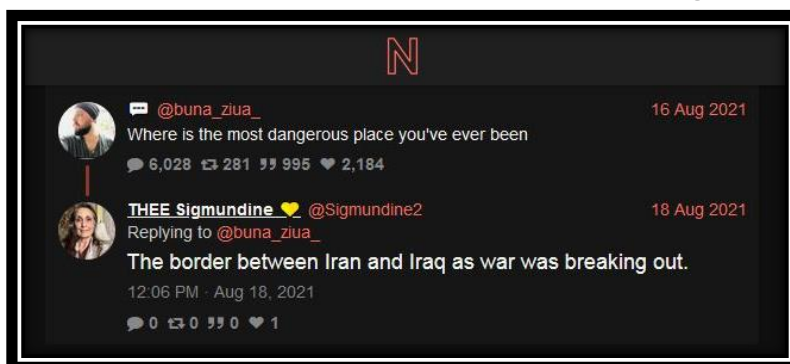 N
@buna_ziua_ 16 Aug 2021
Where is the most dangerous place you've ever been
6,028 281 995 2,184
THEE Sigmundine 💛 @Sigmundine2 18 Aug 2021
Replying to @buna_ziua_
The border between Iran and Iraq as war was breaking out.
12:06 PM · Aug 18, 2021
0 0 0 1